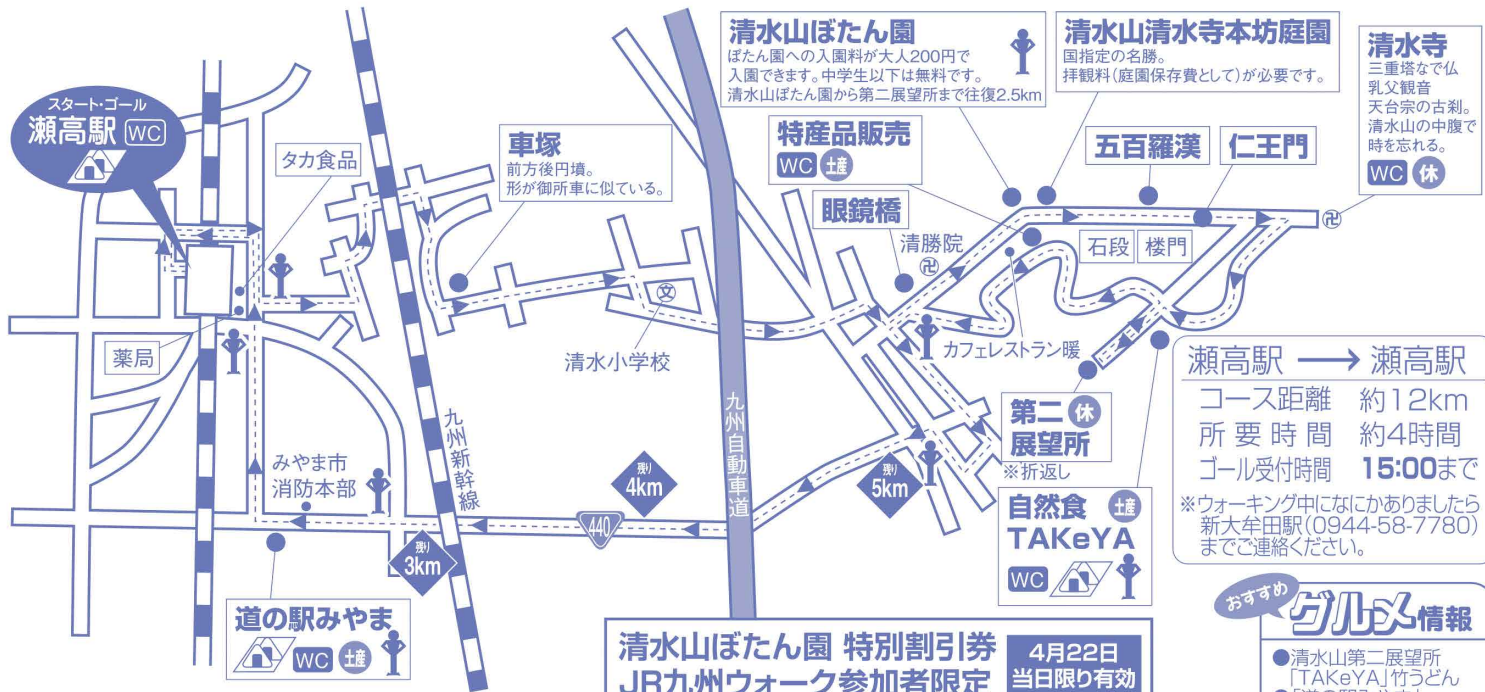 スタート・ゴール
瀬高駅 WC
タカ食品
薬局
車塚
前方後円墳。
形が御所車に似ている。
清水小学校
文
九州新幹線
九州自動車道
清水山ぼたん園
ぼたん園への入園料が大人200円で
入園できます。中学生以下は無料です。
清水山ぼたん園から第二展望所まで往復2.5km
清水山清水寺本坊庭園
国指定の名勝。
拝観料(庭園保存費として)が必要です。
清水寺
三重塔なで仏
乳父観音
天台宗の古刹。
清水山の中腹で
時を忘れる。
WC 休
特産品販売
WC 土産
五百羅漢
仁王門
眼鏡橋
清勝院
卍
卍
石段
楼門
カフェレストラン暖
第二 休
展望所
※折返し
自然食 土産
TAKeYA
WC
瀬高駅 → 瀬高駅
コース距離 約12km
所要時間 約4時間
ゴール受付時間 15:00まで
※ウォーキング中になにかありましたら
新大牟田駅(0944-58-7780)
までご連絡ください。
残り
5km
残り
4km
440
残り
3km
みやま市
消防本部
道の駅みやま
WC 土産
清水山ぼたん園 特別割引券
JR九州ウォーク参加者限定
4月22日
当日限り有効
おすすめ
グルメ情報
●清水山第二展望所
「TAKeYA」竹うどん